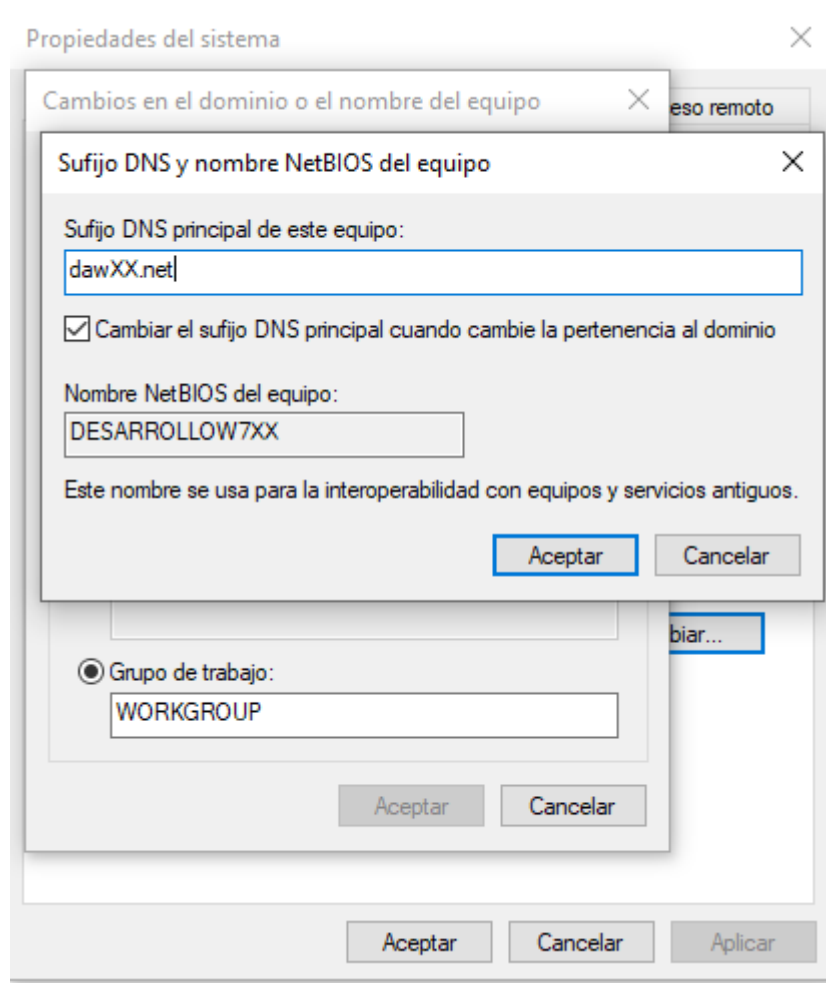 Propiedades del sistema
Cambios en el dominio o el nombre del equipo
eso remoto
Sufijo DNS y nombre NetBIOS del equipo
Sufijo DNS principal de este equipo:
dawXX.net
Cambiar el sufijo DNS principal cuando cambie la pertenencia al dominio
Nombre NetBIOS del equipo:
DESARROLLOW7XX
Este nombre se usa para la interoperabilidad con equipos y servicios antiguos.
Aceptar Cancelar
biar...
Grupo de trabajo:
WORKGROUP
Aceptar Cancelar
Aceptar Cancelar Aplicar